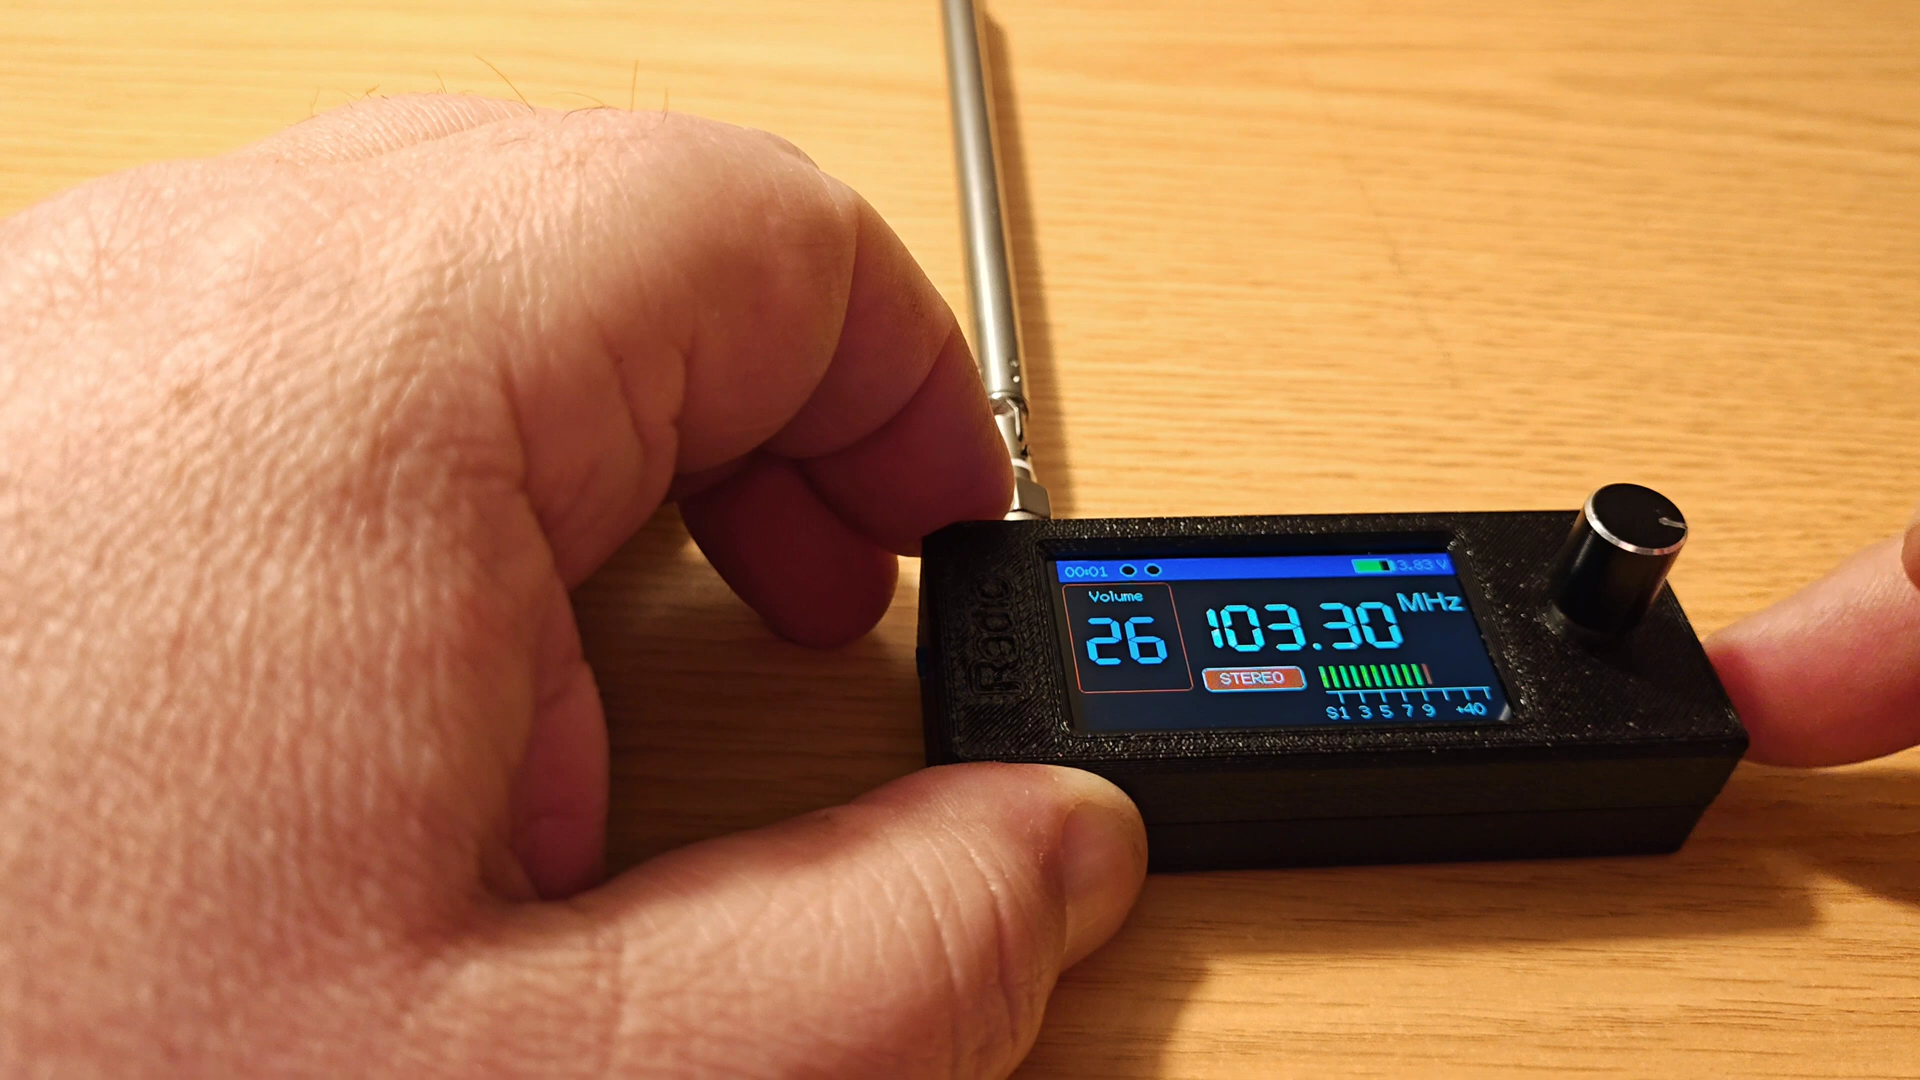 00:01 3.83 V
Volume
26
103.30 MHz
STEREO
S1 3 5 7 9 +40
Radio